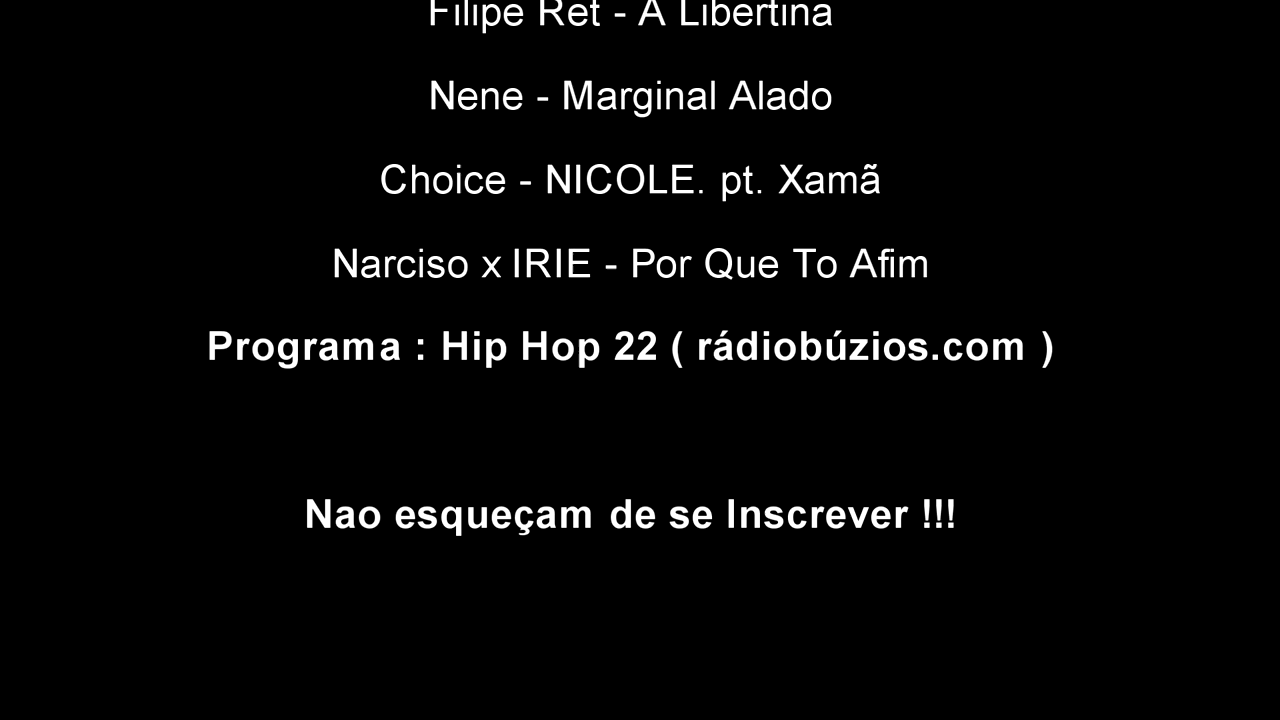 Filipe Ret - A Libertina
Nene - Marginal Alado
Choice - NICOLE. pt. Xamã
Narciso x IRIE - Por Que To Afim
Programa : Hip Hop 22 ( rádiobúzios.com )
Nao esqueçam de se Inscrever !!!